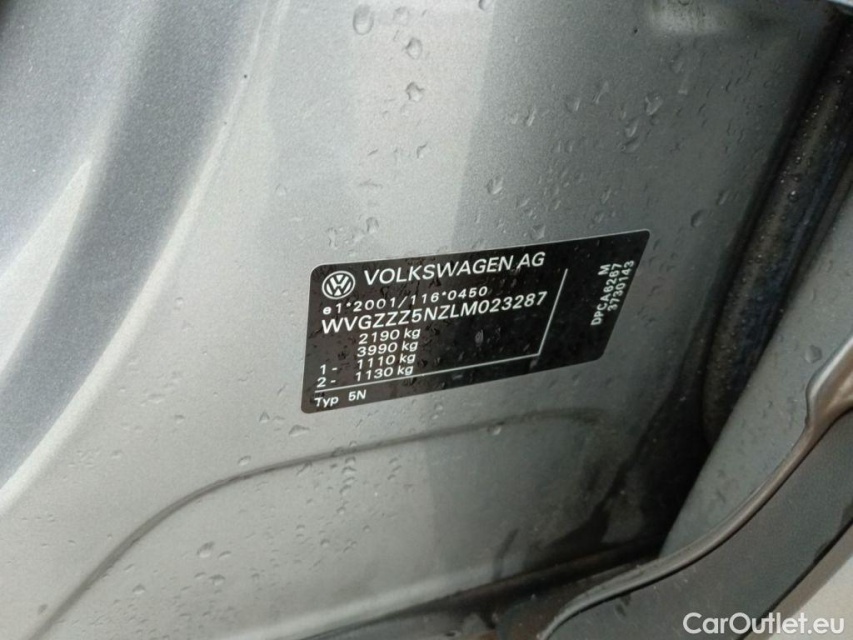 VOLKSWAGEN AG
e1*2001/116*0450
WVGZZZ5NZLM023287
2190 kg
3990 kg
1- 1110 kg
2- 1130 kg
Typ 5N
M
DPCA6267
3730143
CarOutlet.eu